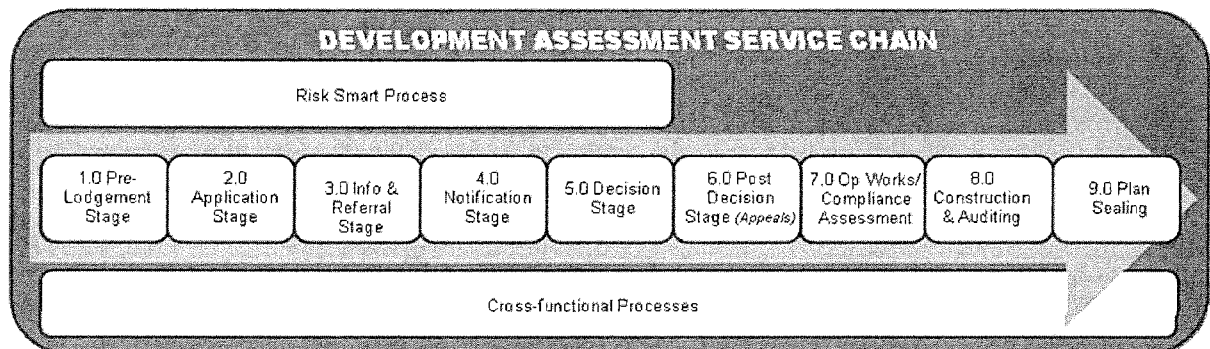 DEVELOPMENT ASSESSMENT SERVICE CHAIN
Risk Smart Process
1.0 Pre-
Lodgement
Stage
2.0
Application
Stage
3.0 Info &
Referral
Stage
4.0
Notification
Stage
5.0 Decision
Stage
6.0 Post
Decision
Stage (Appeals)
7.0 Op Works/
Compliance
Assessment
8.0
Construction
& Auditing
9.0 Plan
Sealing
Cross-functional Processes